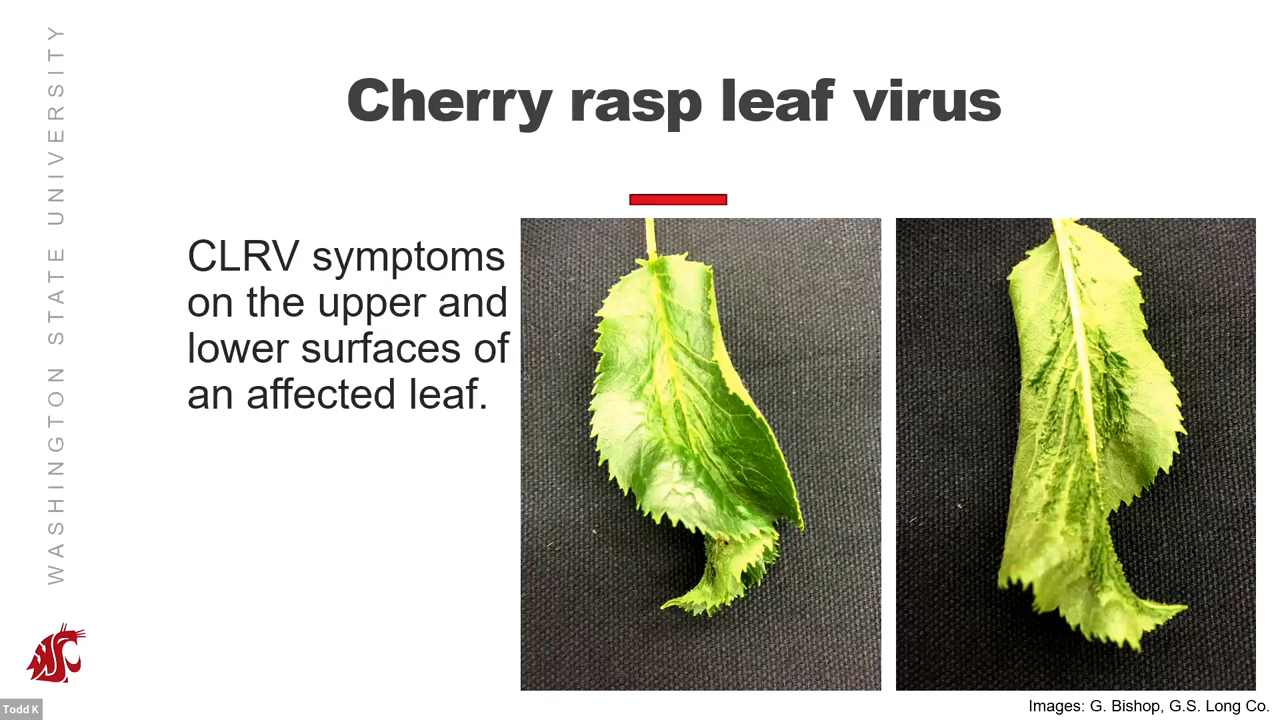 WASHINGTON STATE UNIVERSITY
Cherry rasp leaf virus
CLRV symptoms
on the upper and
lower surfaces of
an affected leaf.
Todd K
Images: G. Bishop, G.S. Long Co.